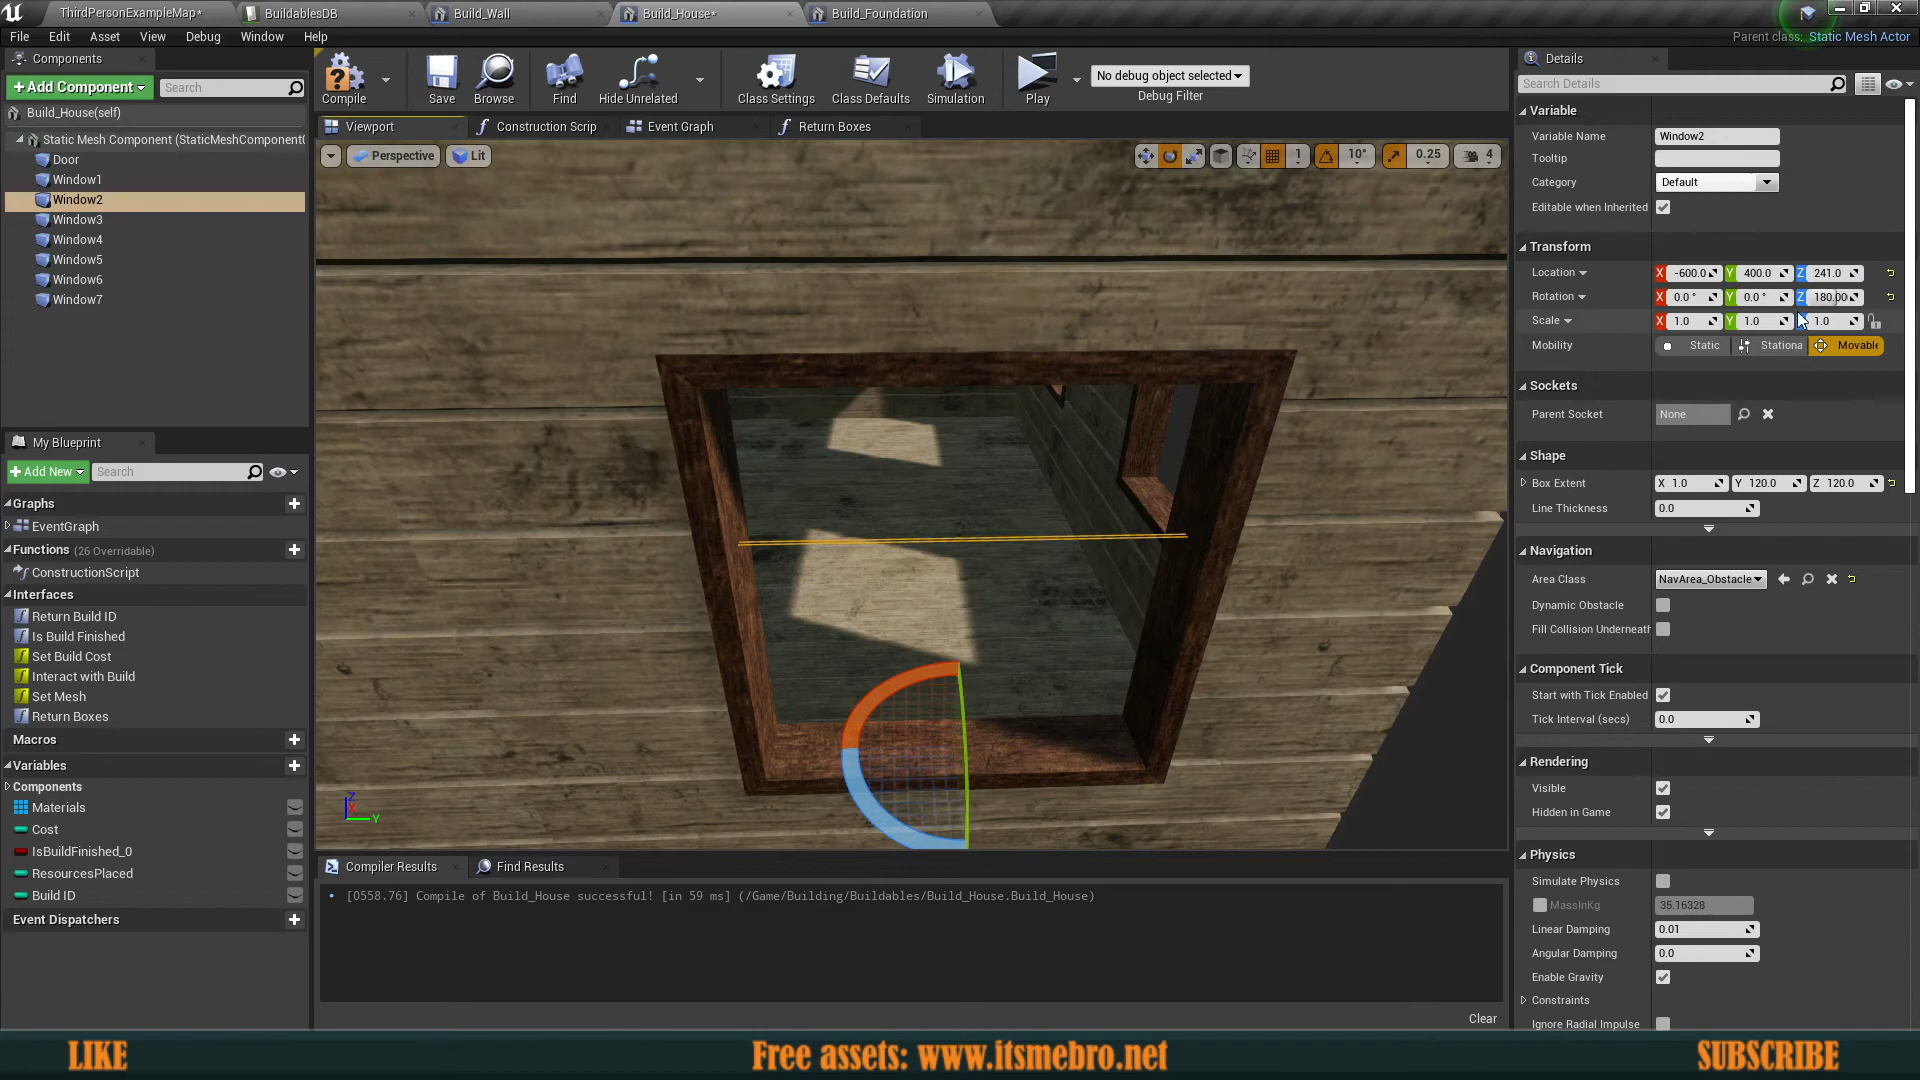 ThirdPersonExampleMap*
BuildablesDB
Build_Wall
Build_House*
Build_Foundation
File
Edit
Asset
View
Debug
Window
Help
Parent class: Static Mesh Actor
Components
+Add Component
Search
Build_House(self)
Static Mesh Component (StaticMeshComponent(
Door
Window1
Window2
Window3
Window4
Window5
Window6
Window7
My Blueprint
+Add New
Search
Graphs
EventGraph
Functions (26 Overridable)
ConstructionScript
Interfaces
Return Build ID
Is Build Finished
Set Build Cost
Interact with Build
Set Mesh
Return Boxes
Macros
Variables
Components
Materials
Cost
IsBuildFinished_0
ResourcesPlaced
Build ID
Event Dispatchers
Compile
Save
Browse
Find
Hide Unrelated
Class Settings
Class Defaults
Simulation
Play
No debug object selected
Debug Filter
Viewport
Construction Scrip
Event Graph
Return Boxes
Perspective
Lit
1
10°
0.25
4
Z
X
Y
Compiler Results
Find Results
[0558.76] Compile of Build_House successful! [in 59 ms] (/Game/Building/Buildables/Build_House.Build_House)
Clear
Details
Search Details
Variable
Variable Name Window2
Tooltip
Category Default
Editable when Inherited
Transform
Location X -600.0 Y 400.0 Z 241.0
Rotation X 0.0 ° Y 0.0 ° Z 180.00
Scale X 1.0 Y 1.0 1.0
Mobility Static Stationa Movable
Sockets
Parent Socket None
Shape
Box Extent X 1.0 Y 120.0 Z 120.0
Line Thickness 0.0
Navigation
Area Class NavArea_Obstacle
Dynamic Obstacle
Fill Collision Underneath
Component Tick
Start with Tick Enabled
Tick Interval (secs) 0.0
Rendering
Visible
Hidden in Game
Physics
Simulate Physics
MassInKg 35.16328
Linear Damping 0.01
Angular Damping 0.0
Enable Gravity
Constraints
Ignore Radial Impulse
LIKE
Free assets: www.itsmebro.net
SUBSCRIBE